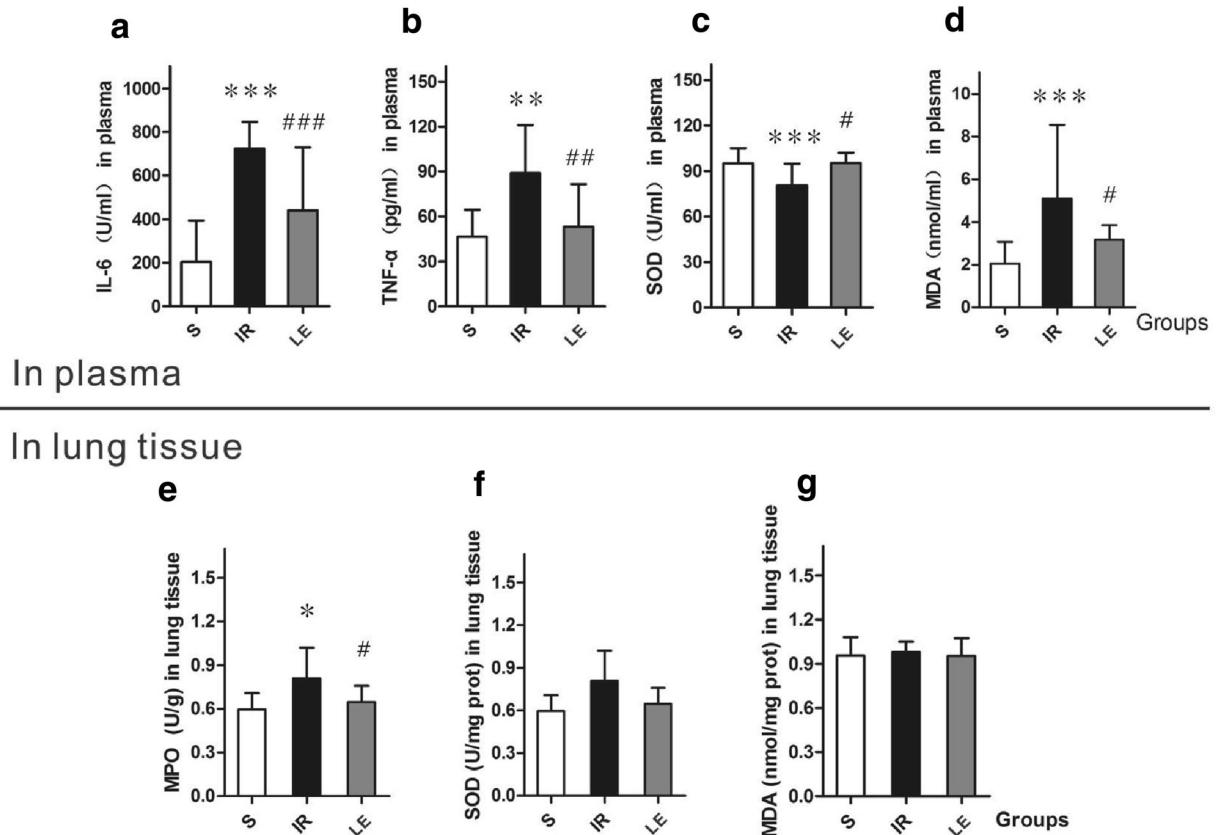 a
IL-6 (U/ml) in plasma
1000
800
600
400
200
0
***
###
S
IR
LE
b
TNF-α (pg/ml) in plasma
150
120
90
60
30
0
**
##
S
IR
LE
c
SOD (U/ml) in plasma
150
120
90
60
30
0
***
#
S
IR
LE
d
MDA (nmol/ml) in plasma
10
8
6
4
2
0
***
#
S
IR
LE
Groups
In plasma
In lung tissue
e
MPO (U/g) in lung tissue
1.5
1.2
0.9
0.6
0.3
0.0
*
#
S
IR
LE
f
SOD (U/mg prot) in lung tissue
1.5
1.2
0.9
0.6
0.3
0.0
S
IR
LE
g
MDA (nmol/mg prot) in lung tissue
1.5
1.2
0.9
0.6
0.3
0.0
S
IR
LE
Groups